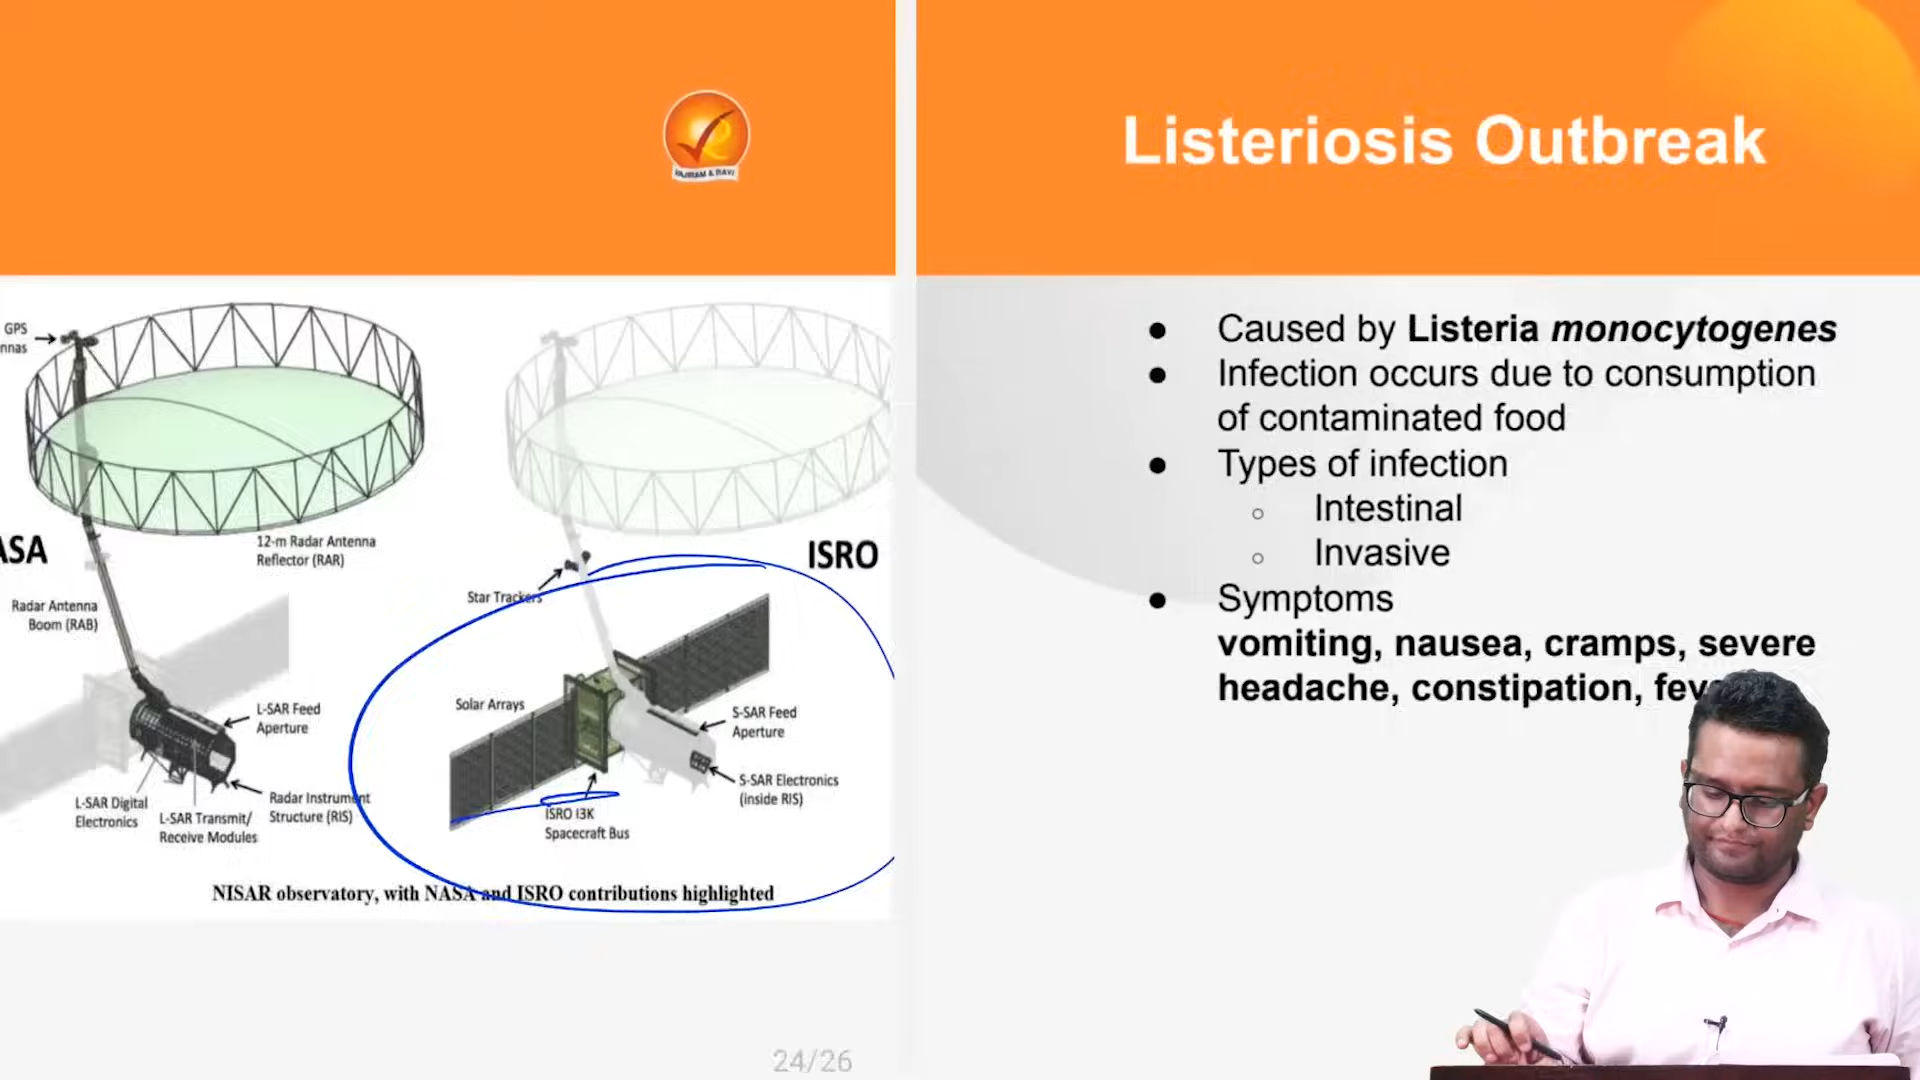 VAJIRAM & RAVI
GPS
nnas
12-m Radar Antenna
Reflector (RAR)
ASA
Radar Antenna
Boom (RAB)
L-SAR Feed
Aperture
L-SAR Digital
Electronics
L-SAR Transmit/
Receive Modules
Radar Instrument
Structure (RIS)
ISRO
Star Trackers
Solar Arrays
S-SAR Feed
Aperture
S-SAR Electronics
(inside RIS)
ISRO I3K
Spacecraft Bus
NISAR observatory, with NASA and ISRO contributions highlighted
24/26
Listeriosis Outbreak
● Caused by Listeria monocytogenes
● Infection occurs due to consumption
of contaminated food
● Types of infection
○ Intestinal
○ Invasive
● Symptoms
vomiting, nausea, cramps, severe
headache, constipation, fev